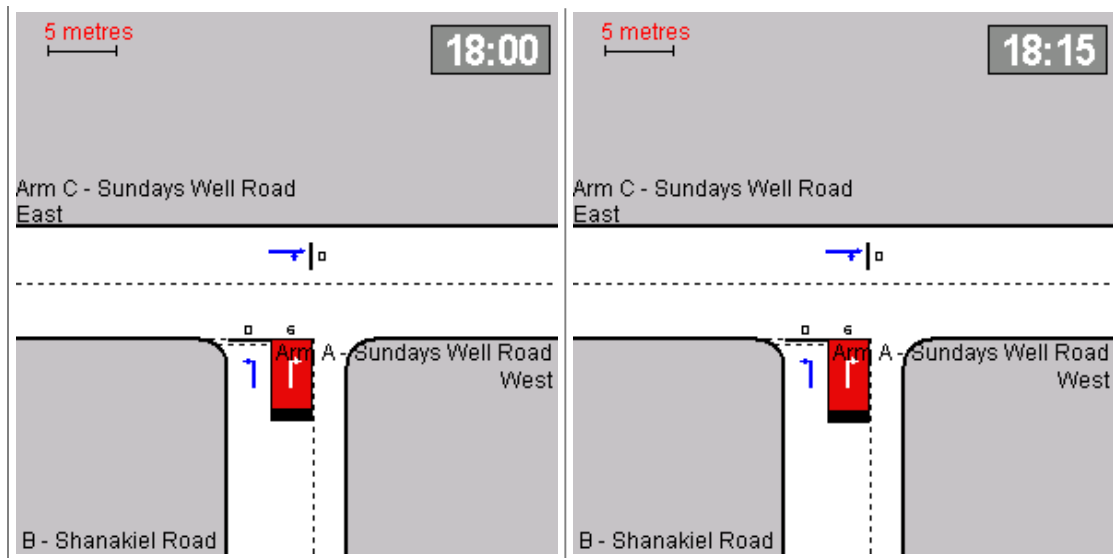 5 metres
18:00
Arm C - Sundays Well Road
East
0
0 6
Arm A - Sundays Well Road
West
B - Shanakiel Road
5 metres
18:15
Arm C - Sundays Well Road
East
0
0 6
Arm A - Sundays Well Road
West
B - Shanakiel Road